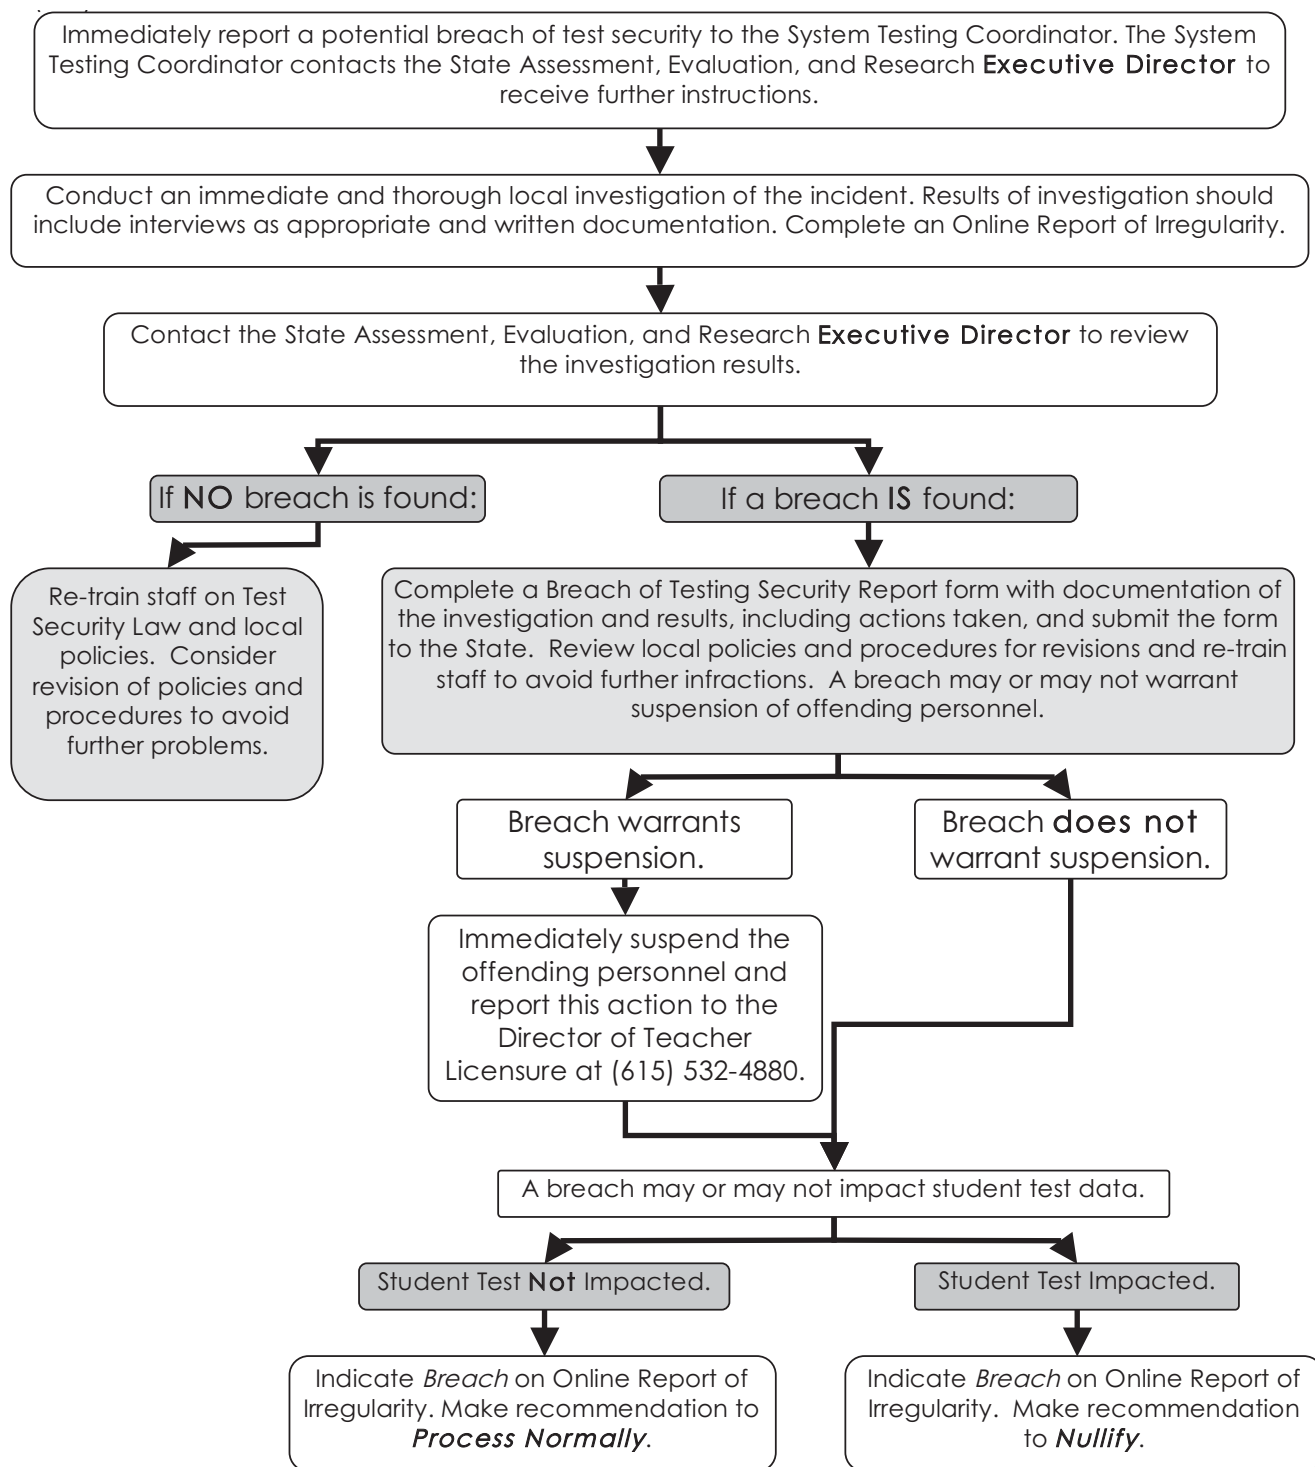 Immediately report a potential breach of test security to the System Testing Coordinator. The System
Testing Coordinator contacts the State Assessment, Evaluation, and Research Executive Director to
receive further instructions.
Conduct an immediate and thorough local investigation of the incident. Results of investigation should
include interviews as appropriate and written documentation. Complete an Online Report of Irregularity.
Contact the State Assessment, Evaluation, and Research Executive Director to review
the investigation results.
If NO breach is found:
If a breach IS found:
Re-train staff on Test
Security Law and local
policies. Consider
revision of policies and
procedures to avoid
further problems.
Complete a Breach of Testing Security Report form with documentation of
the investigation and results, including actions taken, and submit the form
to the State. Review local policies and procedures for revisions and re-train
staff to avoid further infractions. A breach may or may not warrant
suspension of offending personnel.
Breach warrants
suspension.
Breach does not
warrant suspension.
Immediately suspend the
offending personnel and
report this action to the
Director of Teacher
Licensure at (615) 532-4880.
A breach may or may not impact student test data.
Student Test Not Impacted.
Student Test Impacted.
Indicate Breach on Online Report of
Irregularity. Make recommendation to
Process Normally.
Indicate Breach on Online Report of
Irregularity. Make recommendation
to Nullify.